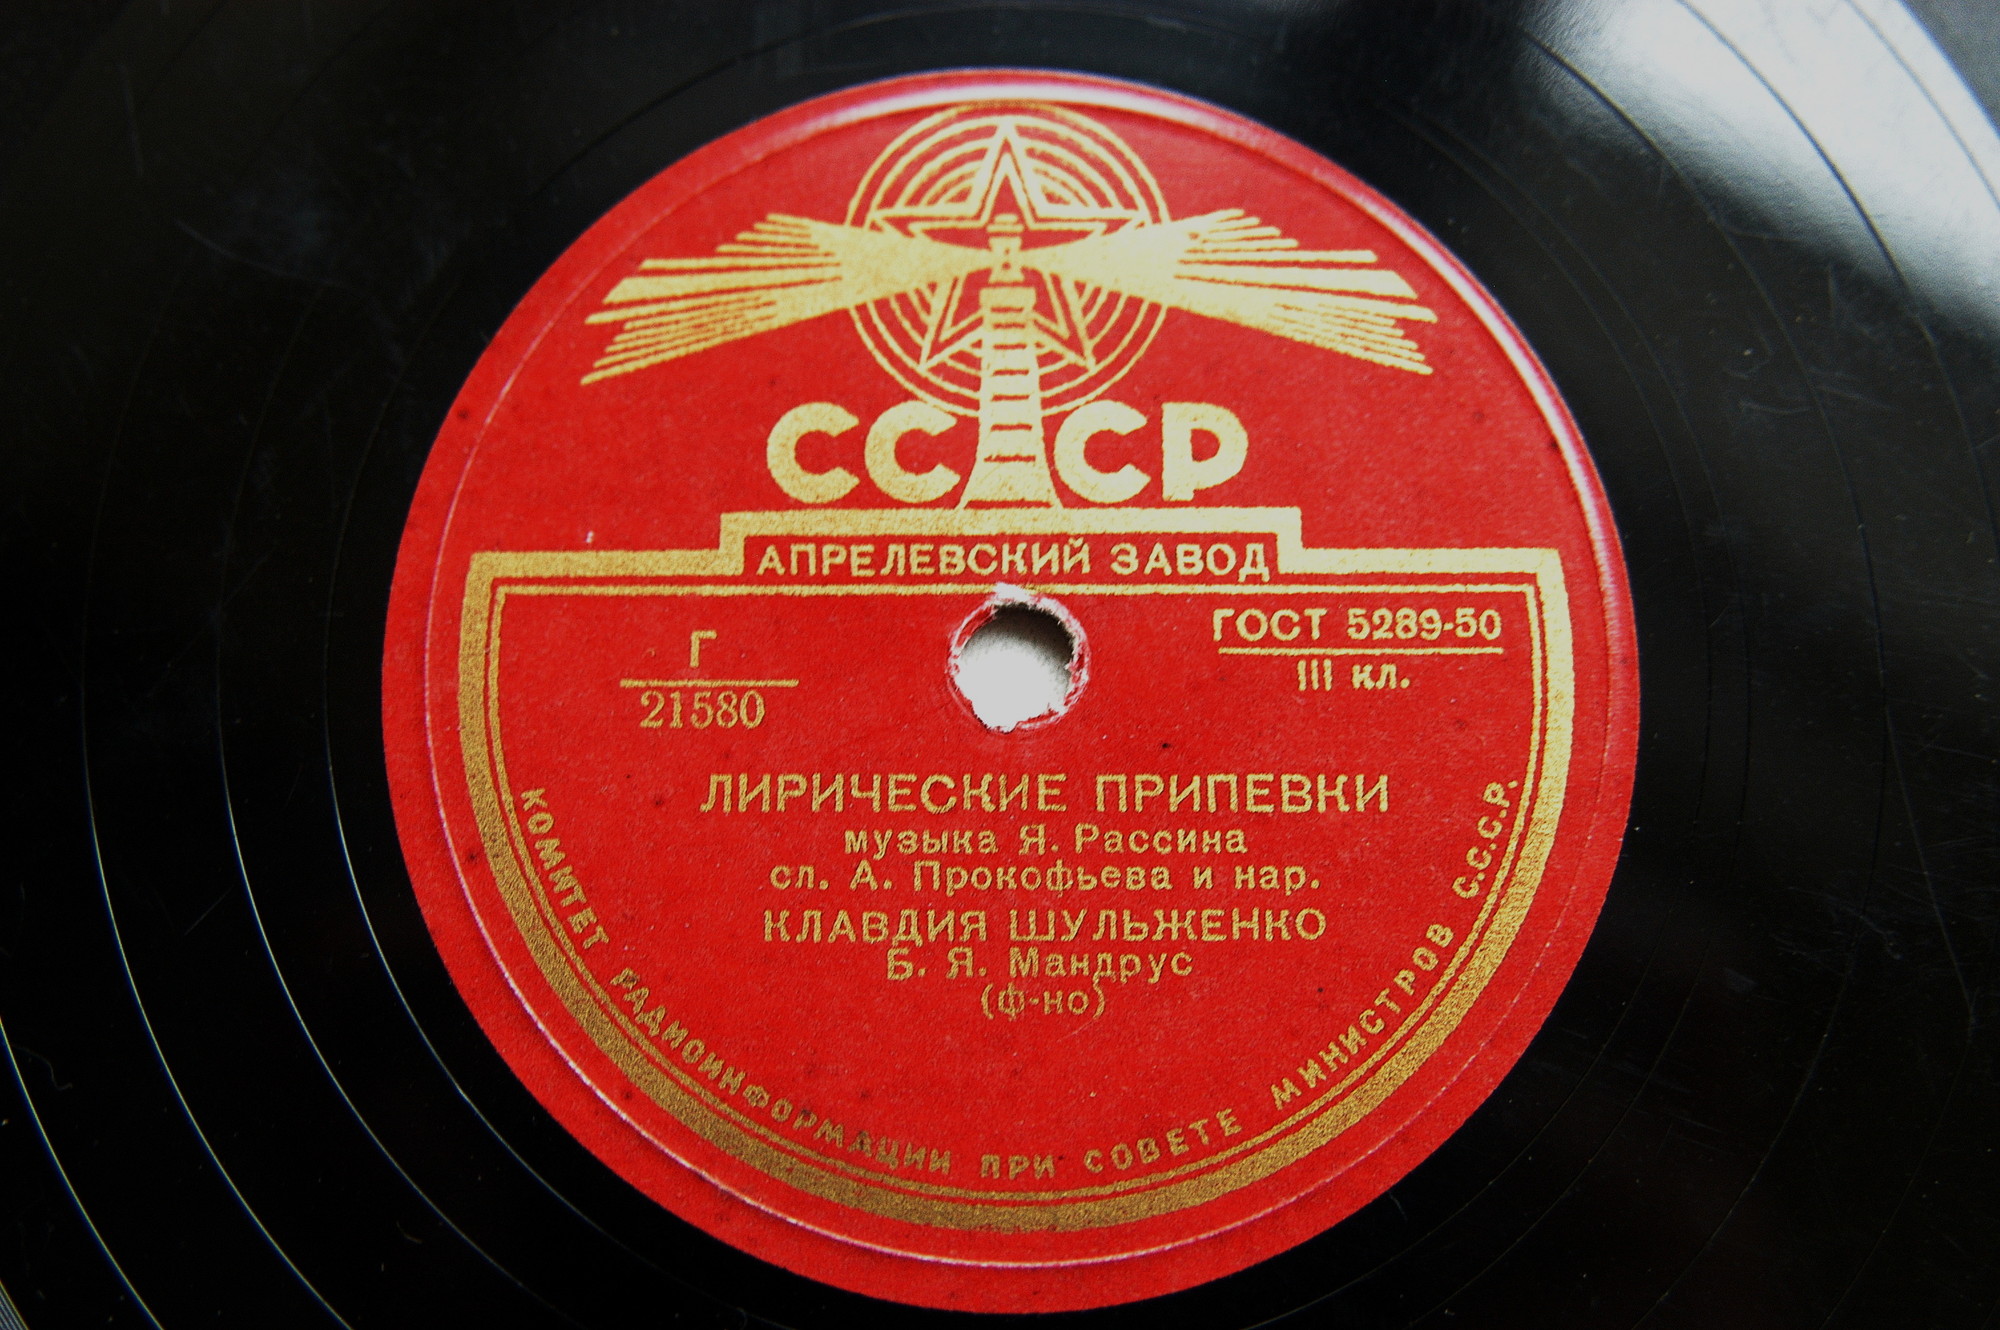 СССР
АПРЕЛЕВСКИЙ ЗАВОД
Г
21580
ГОСТ 5289-50
III кл.
ЛИРИЧЕСКИЕ ПРИПЕВКИ
музыка Я. Рассина
сл. А. Прокофьева и нар.
КЛАВДИЯ ШУЛЬЖЕНКО
Б. Я. Мандрус
(ф-но)
КОМИТЕТ РАДИОИНФОРМАЦИИ ПРИ СОВЕТЕ МИНИСТРОВ С.С.С.Р.